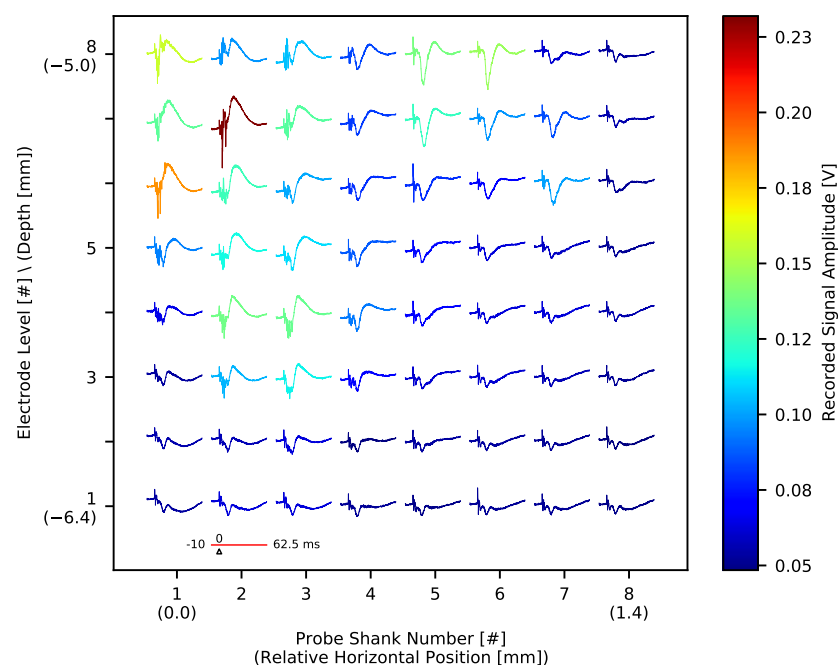 8
(−5.0)
5
3
1
(−6.4)
Electrode Level [#] \ (Depth [mm])
0
-10
62.5 ms
1 2 3 4 5 6 7 8
(0.0) (1.4)
Probe Shank Number [#]
(Relative Horizontal Position [mm])
0.23
0.20
0.18
0.15
0.12
0.10
0.08
0.05
Recorded Signal Amplitude [V]